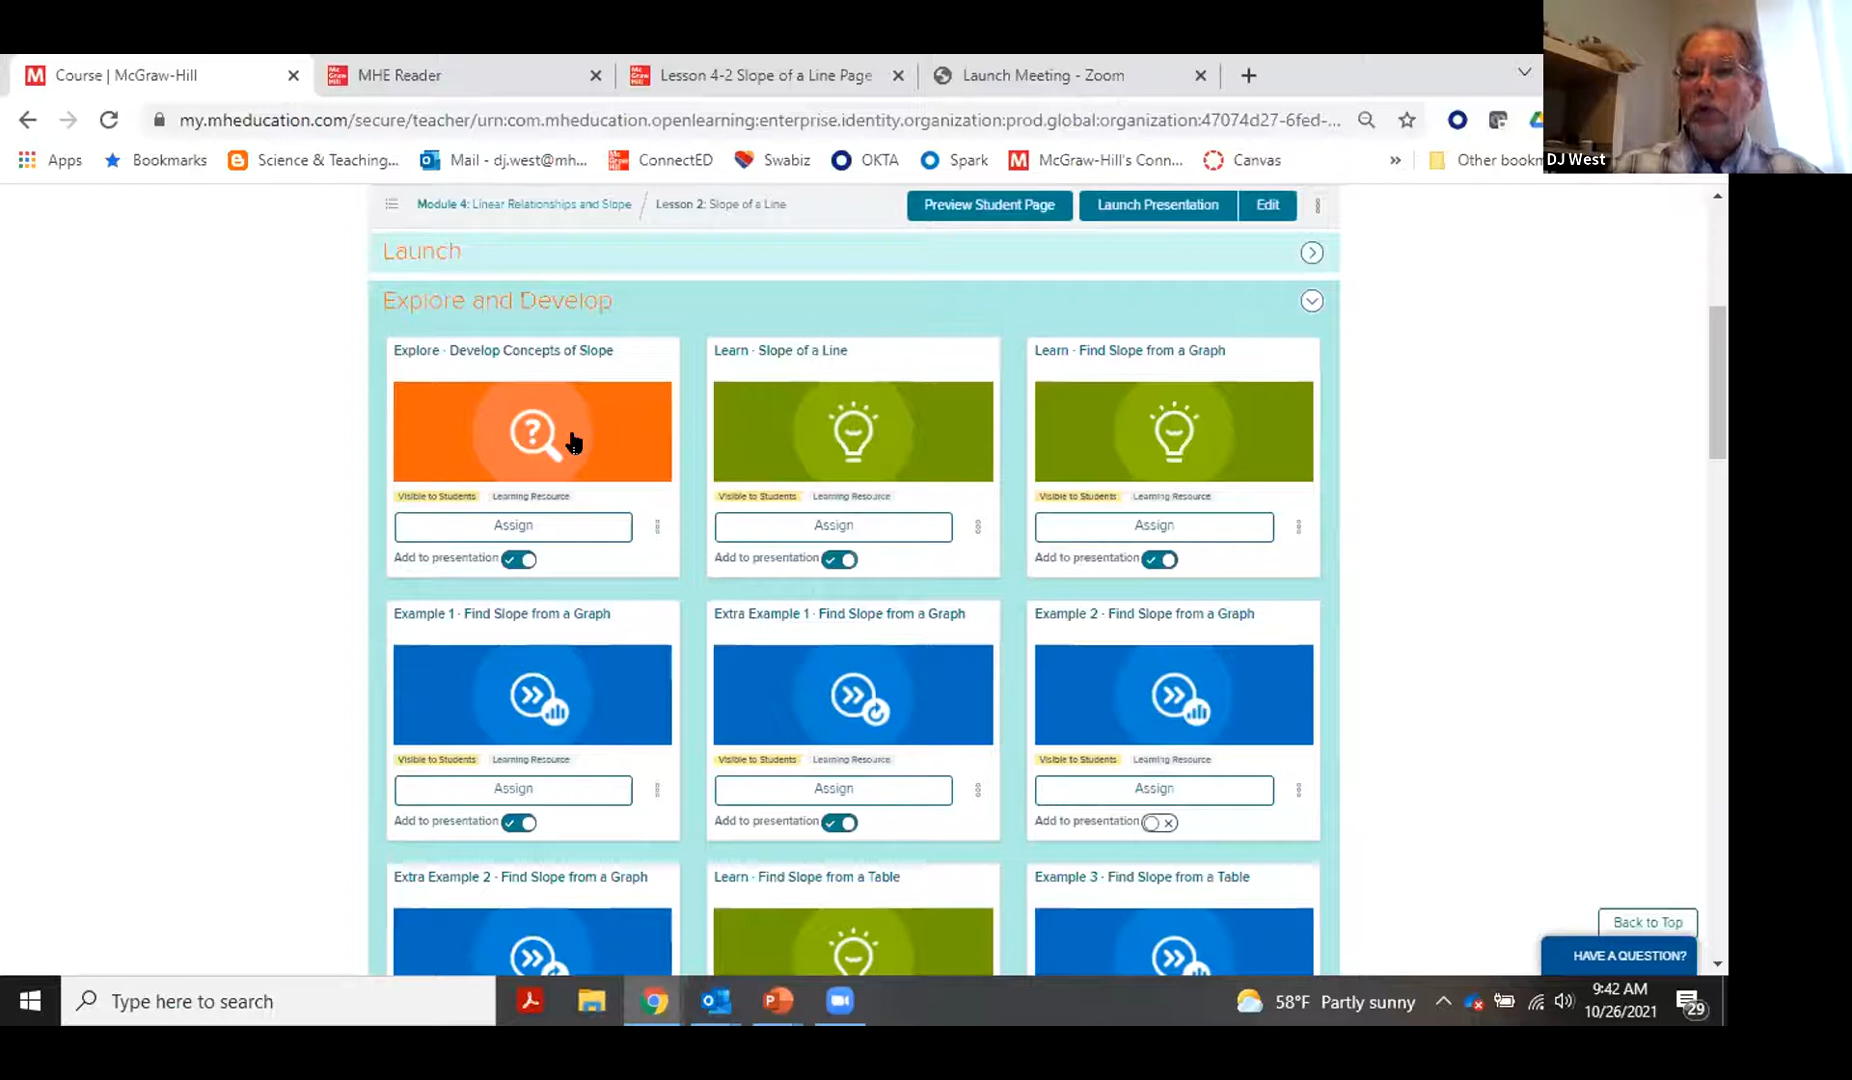 Course | McGraw-Hill
MHE Reader
Lesson 4-2 Slope of a Line Page
Launch Meeting - Zoom
my.mheducation.com/secure/teacher/urn:com.mheducation.openlearning:enterprise.identity.organization:prod.global:organization:47074d27-6fed-...
Apps
Bookmarks
Science & Teaching...
Mail - dj.west@mh...
ConnectED
Swabiz
OKTA
Spark
McGraw-Hill's Conn...
Canvas
»
Other bookm
DJ West
Module 4: Linear Relationships and Slope / Lesson 2: Slope of a Line
Preview Student Page
Launch Presentation
Edit
Launch
Explore and Develop
Explore · Develop Concepts of Slope
Learn · Slope of a Line
Learn · Find Slope from a Graph
?
Visible to Students Learning Resource
Visible to Students Learning Resource
Visible to Students Learning Resource
Assign
Assign
Assign
Add to presentation
Add to presentation
Add to presentation
Example 1 · Find Slope from a Graph
Extra Example 1 · Find Slope from a Graph
Example 2 · Find Slope from a Graph
Visible to Students Learning Resource
Visible to Students Learning Resource
Visible to Students Learning Resource
Assign
Assign
Assign
Add to presentation
Add to presentation
Add to presentation
Extra Example 2 · Find Slope from a Graph
Learn · Find Slope from a Table
Example 3 · Find Slope from a Table
Back to Top
HAVE A QUESTION?
Type here to search
58°F Partly sunny
9:42 AM
10/26/2021
29